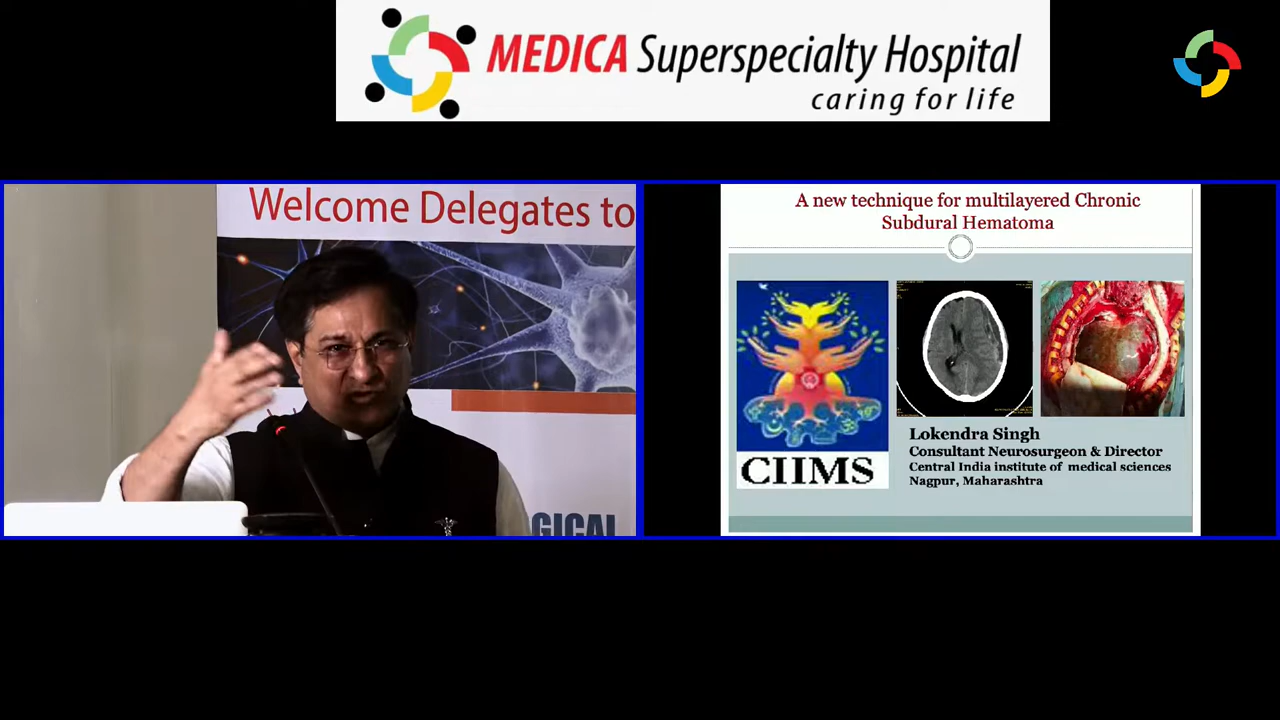 MEDICA Superspecialty Hospital
caring for life
Welcome Delegates to
GICAL
A new technique for multilayered Chronic
Subdural Hematoma
CIIMS
Lokendra Singh
Consultant Neurosurgeon & Director
Central India institute of medical sciences
Nagpur, Maharashtra